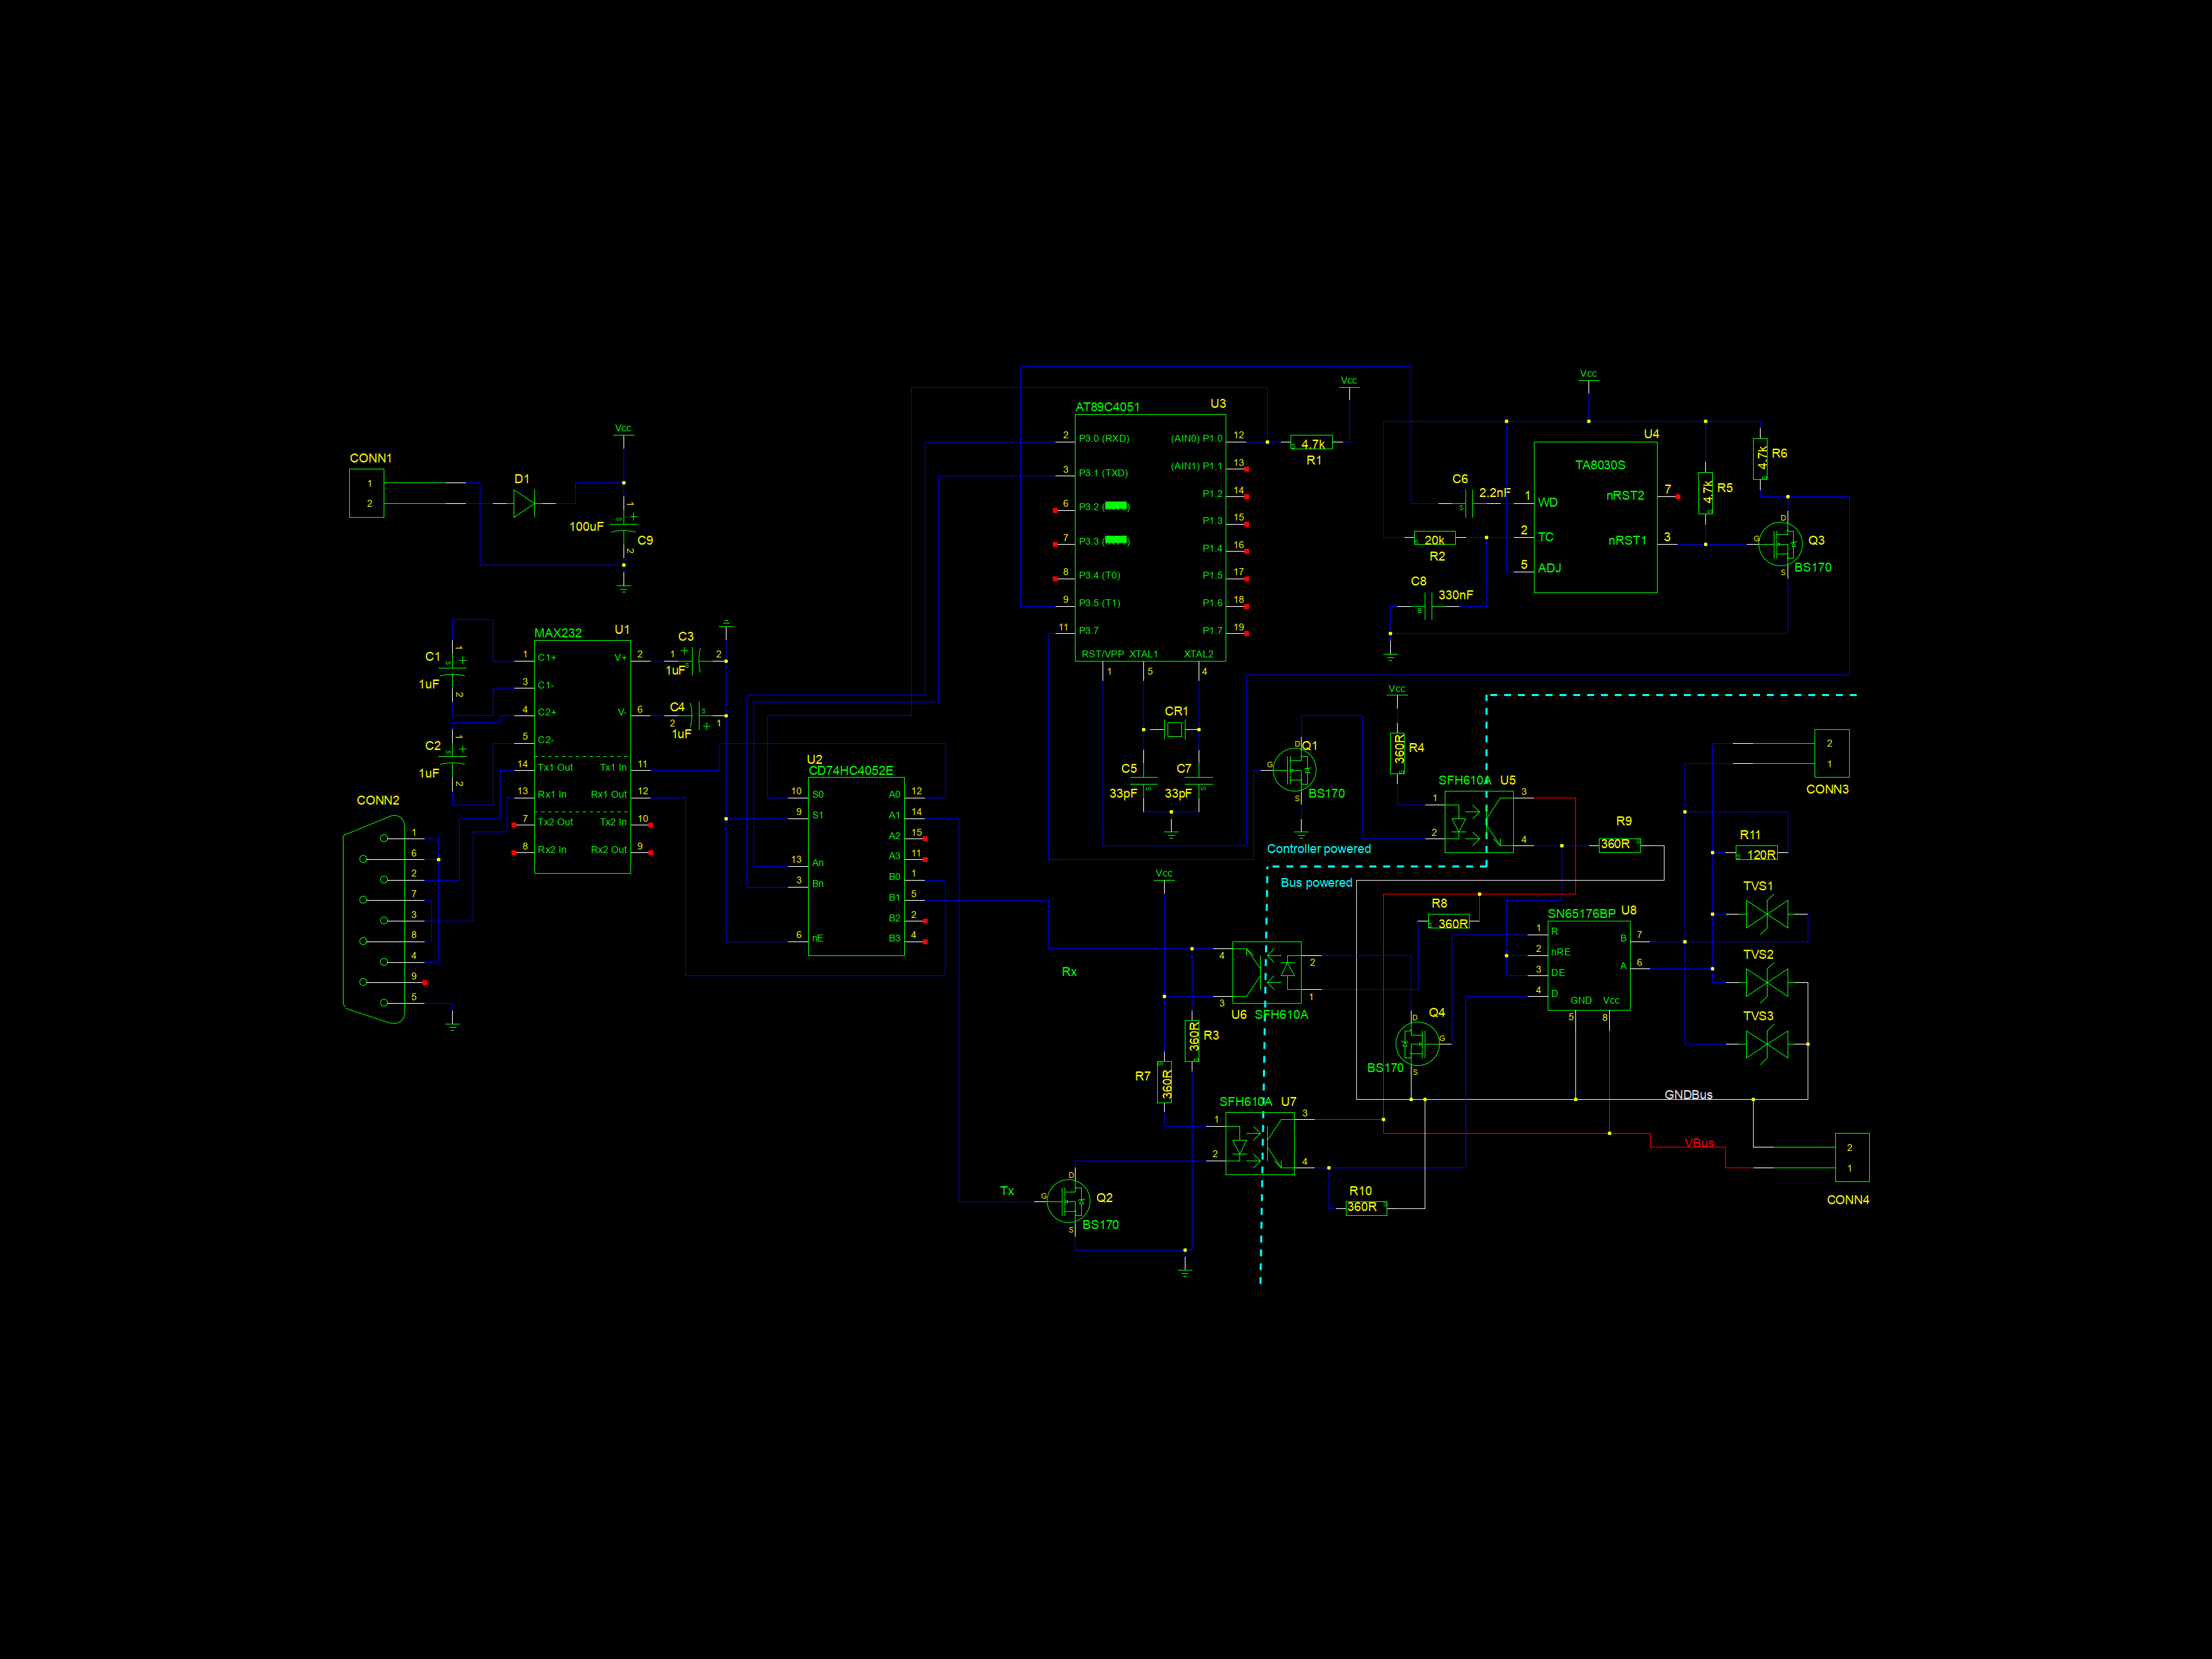 Vcc
CONN1
1
2
D1
100uF
1
+
2
C9
C1
1uF
1
+
2
C2
1uF
1
+
2
MAX232
U1
1 C1+
3 C1-
4 C2+
5 C2-
14 Tx1 Out
13 Rx1 In
7 Tx2 Out
8 Rx2 In
V+ 2
V- 6
Tx1 In 11
Rx1 Out 12
Tx2 In 10
Rx2 Out 9
C3
1 + 2
1uF
C4
2 + 1
1uF
CONN2
1
6
2
7
3
8
4
9
5
U2
CD74HC4052E
10 S0
9 S1
13 An
3 Bn
6 nE
A0 12
A1 14
A2 15
A3 11
B0 1
B1 5
B2 2
B3 4
AT89C4051
U3
2 P3.0 (RXD)
3 P3.1 (TXD)
6 P3.2
7 P3.3
8 P3.4 (T0)
9 P3.5 (T1)
11 P3.7
(AIN0) P1.0 12
(AIN1) P1.1 13
P1.2 14
P1.3 15
P1.4 16
P1.5 17
P1.6 18
P1.7 19
RST/VPP XTAL1 XTAL2
1 5 4
Vcc
4.7k
R1
CR1
C5
33pF
C7
33pF
Vcc
U4
TA8030S
1 WD
2 TC
5 ADJ
nRST2 7
nRST1 3
C6
2.2nF
20k
R2
C8
330nF
4.7k
R5
4.7k
R6
D
G
S
Q3
BS170
D
G
S
Q1
BS170
Vcc
360R
R4
SFH610A U5
1
2
3
4
Controller powered
Bus powered
R9
360R
R8
360R
CONN3
2
1
R11
120R
TVS1
TVS2
TVS3
SN65176BP U8
1 R
2 nRE
3 DE
4 D
B 7
A 6
GND Vcc
5 8
Vcc
Rx
4
3
2
1
U6 SFH610A
360R
R3
R7
360R
D
G
S
Q4
BS170
SFH610A U7
1
2
3
4
R10
360R
Tx
D
G
S
Q2
BS170
GNDBus
VBus
2
1
CONN4